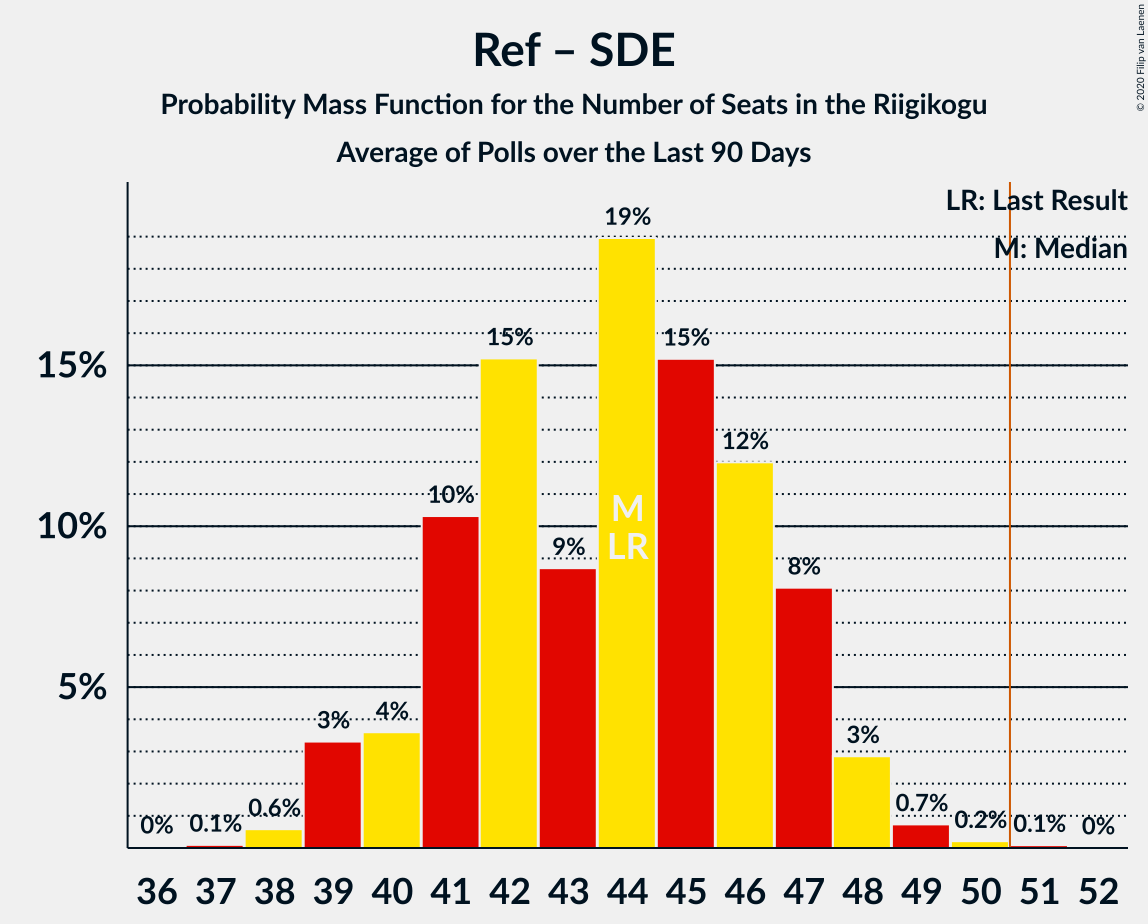 Ref – SDE
Probability Mass Function for the Number of Seats in the Riigikogu
Average of Polls over the Last 90 Days
© 2020 Filip van Laenen
LR: Last Result
M: Median
15%
10%
5%
0%
0.1%
0.6%
3%
4%
10%
15%
9%
19%
15%
12%
8%
3%
0.7%
0.2%
0.1%
0%
M
LR
36 37 38 39 40 41 42 43 44 45 46 47 48 49 50 51 52